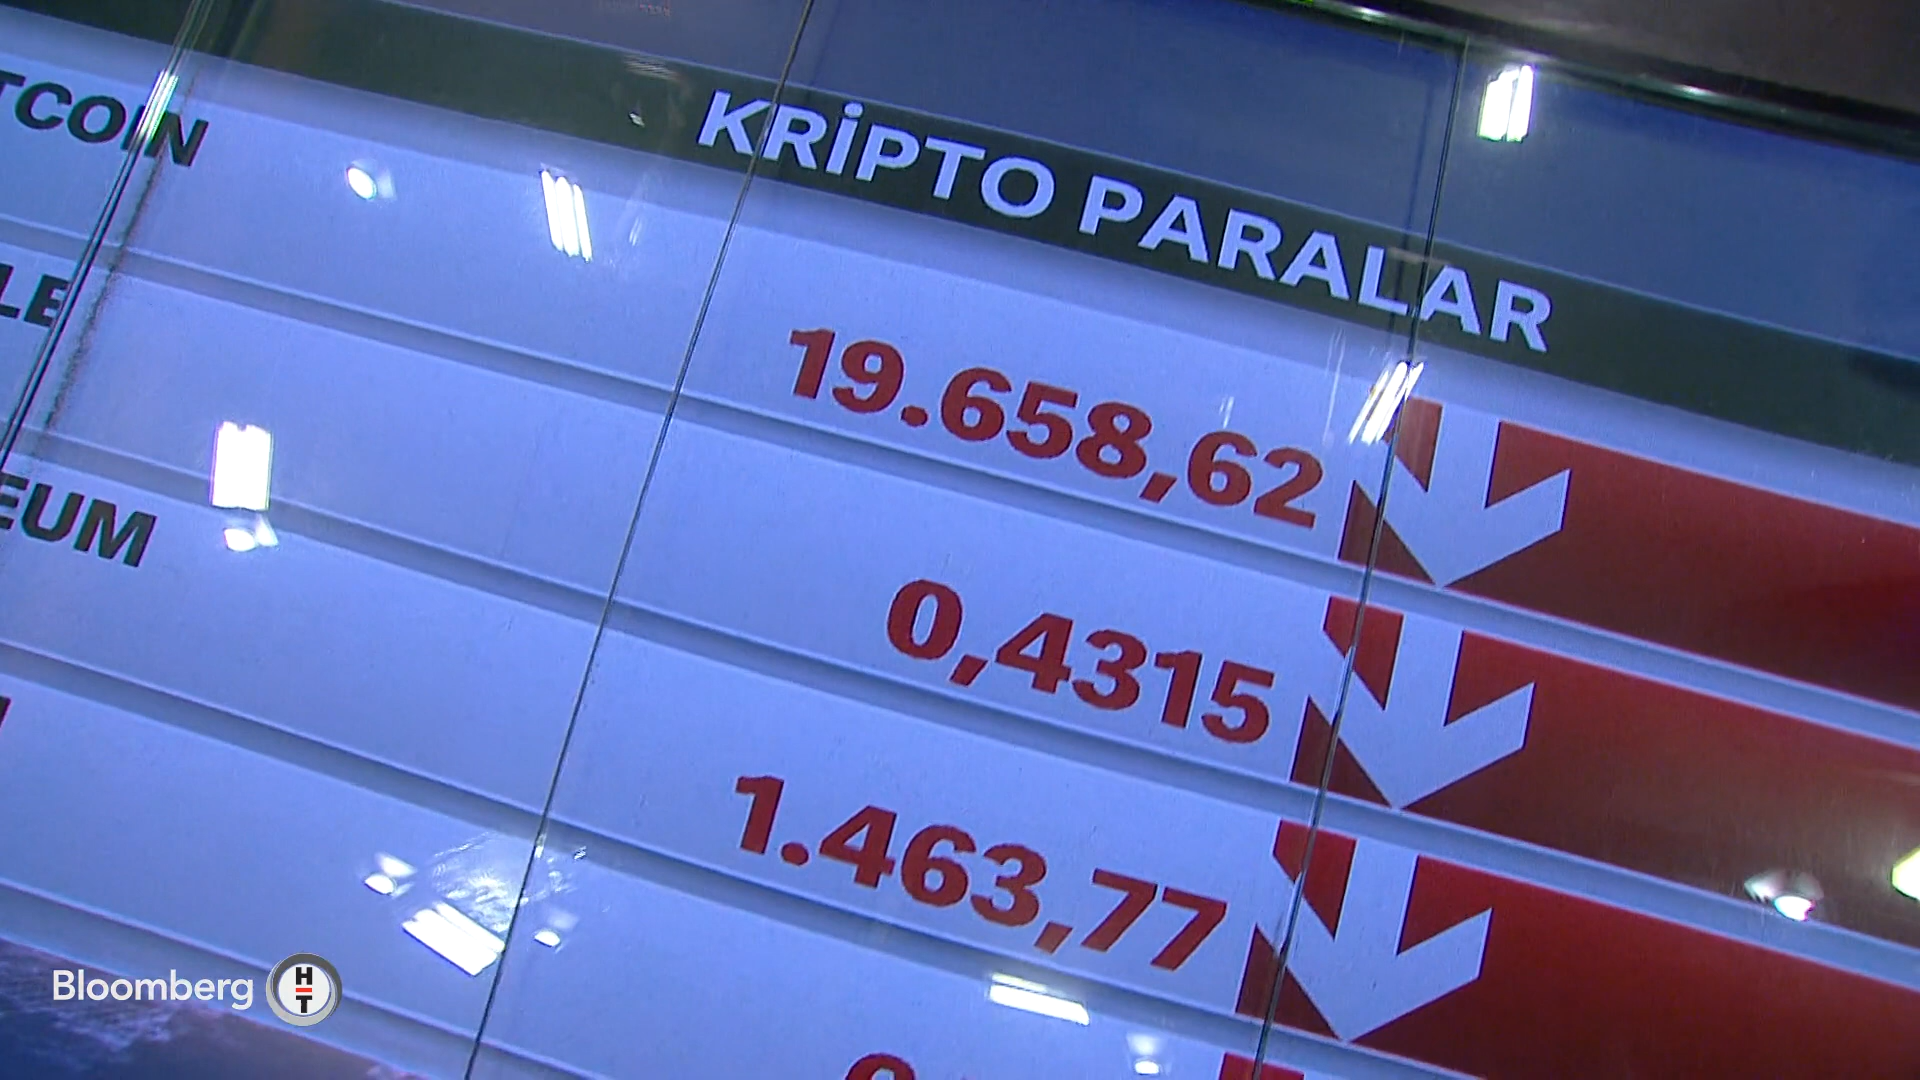 KRİPTO PARALAR
TCOIN
19.658,62
LE
0,4315
EUM
1.463,77
Bloomberg HT